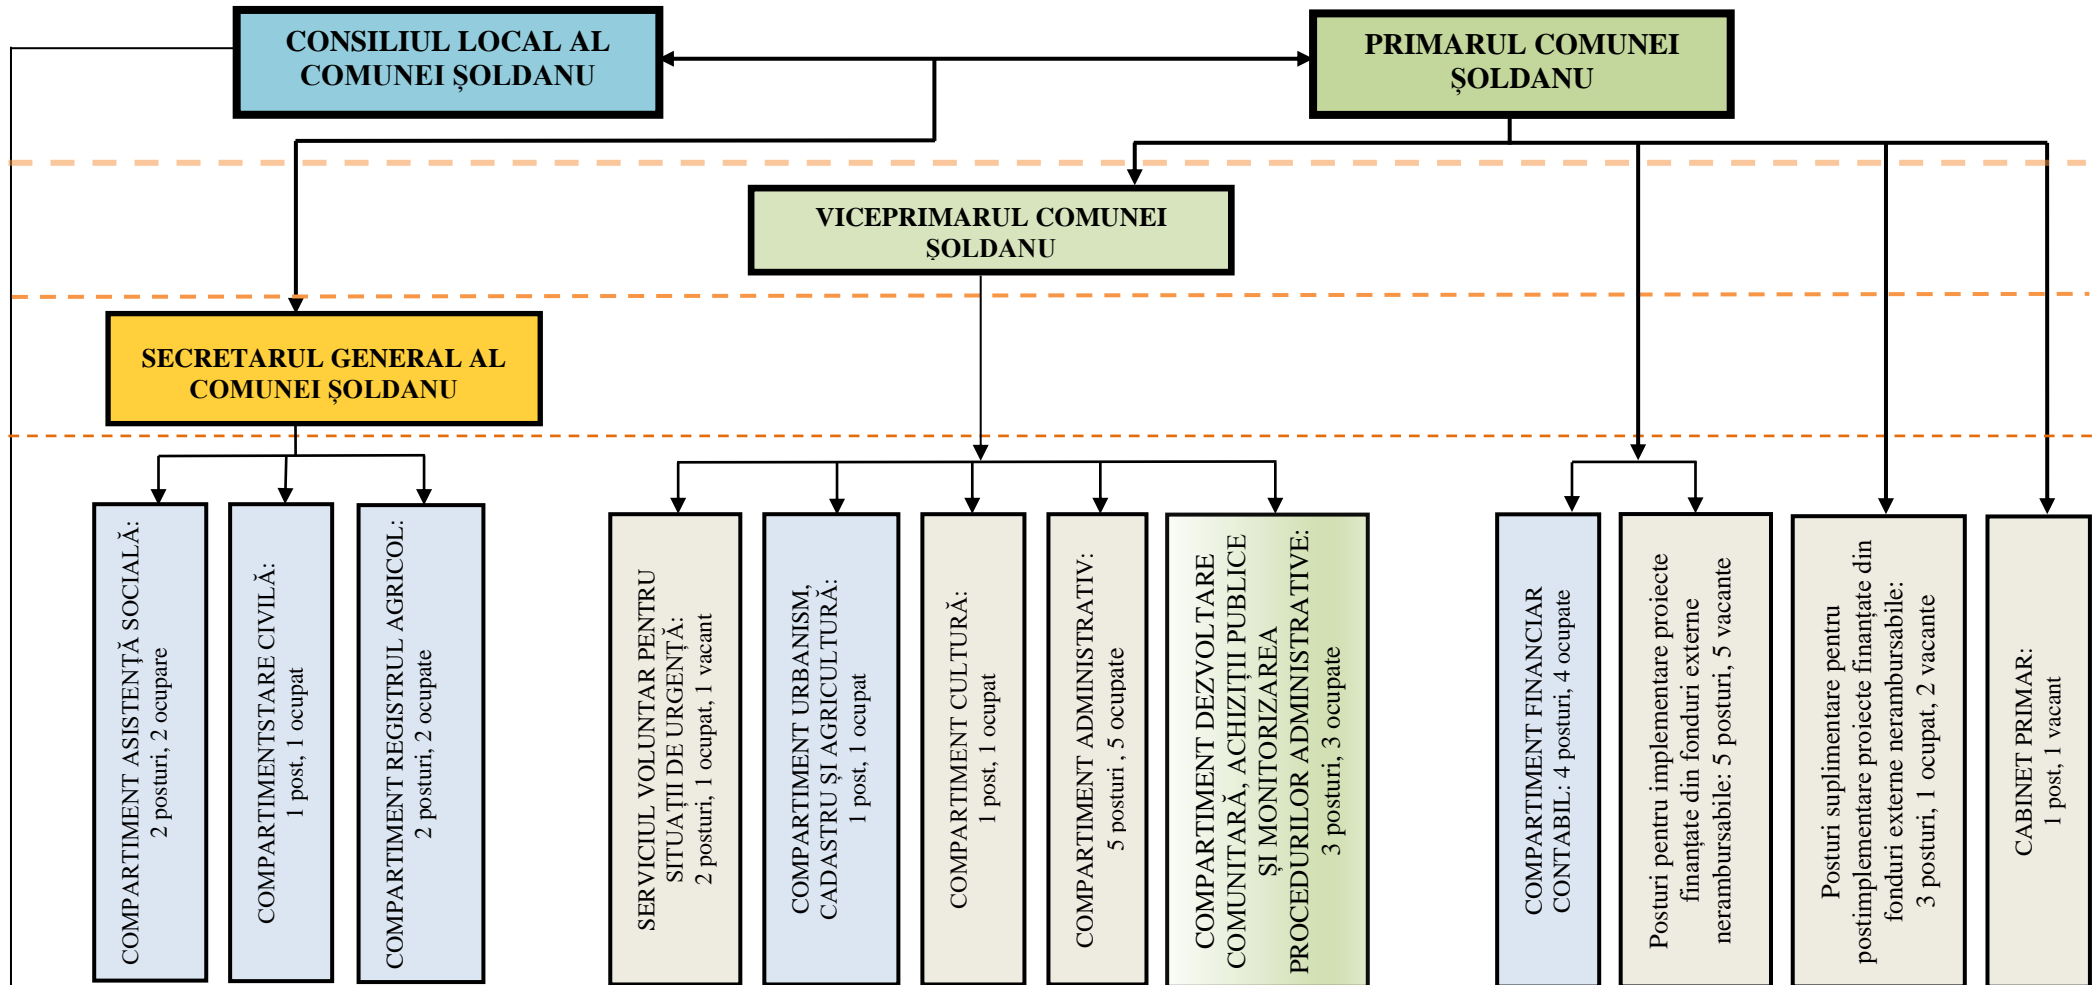 CONSILIUL LOCAL AL
COMUNEI ȘOLDANU
PRIMARUL COMUNEI
ȘOLDANU
VICEPRIMARUL COMUNEI
ȘOLDANU
SECRETARUL GENERAL AL
COMUNEI ȘOLDANU
COMPARTIMENT ASISTENȚĂ SOCIALĂ:
2 posturi, 2 ocupare
COMPARTIMENTSTARE CIVILĂ:
1 post, 1 ocupat
COMPARTIMENT REGISTRUL AGRICOL:
2 posturi, 2 ocupate
SERVICIUL VOLUNTAR PENTRU
SITUAȚII DE URGENȚĂ:
2 posturi, 1 ocupat, 1 vacant
COMPARTIMENT URBANISM,
CADASTRU ȘI AGRICULTURĂ:
1 post, 1 ocupat
COMPARTIMENT CULTURĂ:
1 post, 1 ocupat
COMPARTIMENT ADMINISTRATIV:
5 posturi , 5 ocupate
COMPARTIMENT DEZVOLTARE
COMUNITARĂ, ACHIZIȚII PUBLICE
ȘI MONITORIZAREA
PROCEDURILOR ADMINISTRATIVE:
3 posturi, 3 ocupate
COMPARTIMENT FINANCIAR
CONTABIL: 4 posturi, 4 ocupate
Posturi pentru implementare proiecte
finanțate din fonduri externe
nerambursabile: 5 posturi, 5 vacante
Posturi suplimentare pentru
postimplementare proiecte finanțate din
fonduri externe nerambursabile:
3 posturi, 1 ocupat, 2 vacante
CABINET PRIMAR:
1 post, 1 vacant